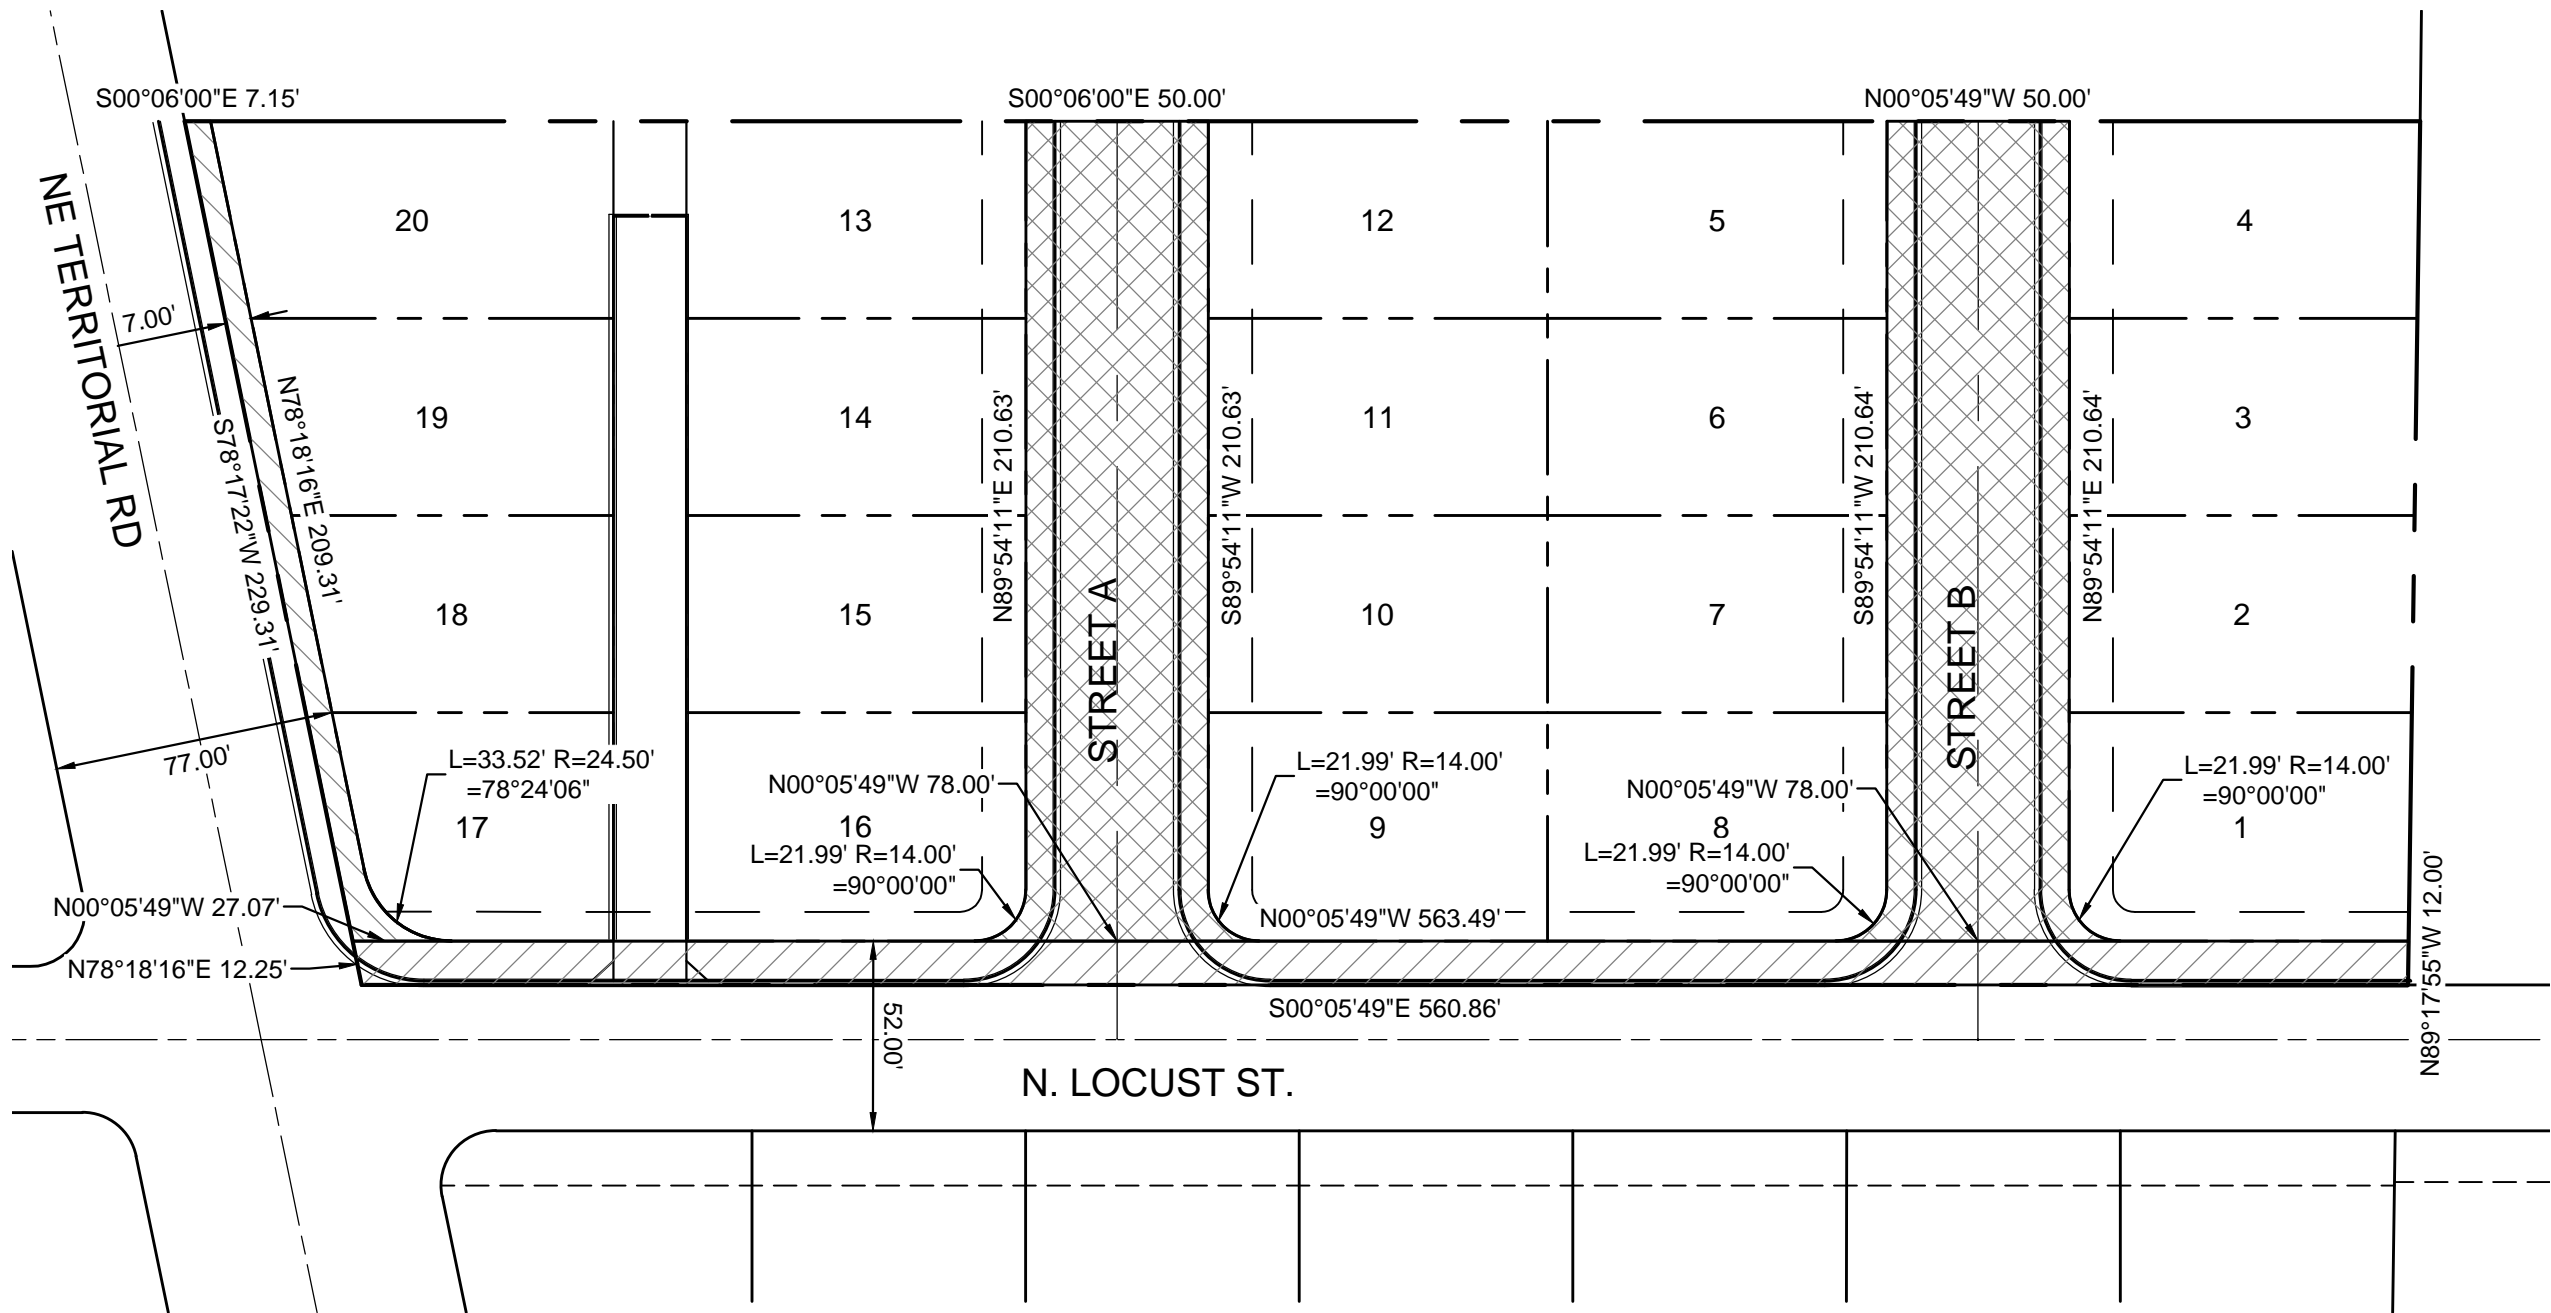 S00°06'00"E 7.15'
S00°06'00"E 50.00'
N00°05'49"W 50.00'
NE TERRITORIAL RD
20
13
12
5
4
7.00'
N78°18'16"E 209.31'
S78°17'22"W 229.31'
19
14
11
6
3
N89°54'11"E 210.63'
S89°54'11"W 210.63'
S89°54'11"W 210.64'
N89°54'11"E 210.64'
18
15
10
7
2
STREET A
STREET B
77.00'
L=33.52' R=24.50'
=78°24'06"
N00°05'49"W 78.00'
L=21.99' R=14.00'
=90°00'00"
N00°05'49"W 78.00'
L=21.99' R=14.00'
=90°00'00"
17
16
9
8
1
L=21.99' R=14.00'
=90°00'00"
L=21.99' R=14.00'
=90°00'00"
N00°05'49"W 27.07'
N00°05'49"W 563.49'
N78°18'16"E 12.25'
N89°17'55"W 12.00'
52.00'
S00°05'49"E 560.86'
N. LOCUST ST.